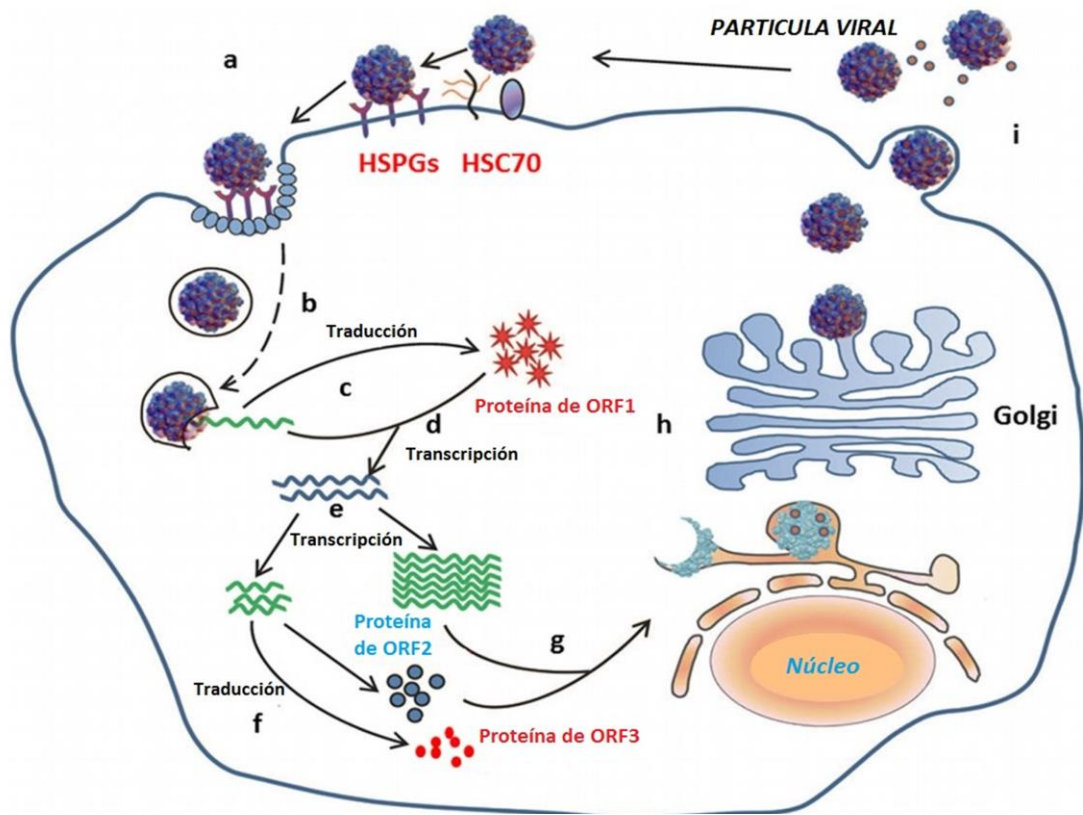 PARTICULA VIRAL
a
i
HSPGs HSC70
b
Traducción
c
Proteína de ORF1
d
h
Golgi
Transcripción
e
Transcripción
Proteína
de ORF2
g
Núcleo
Traducción
f
Proteína de ORF3